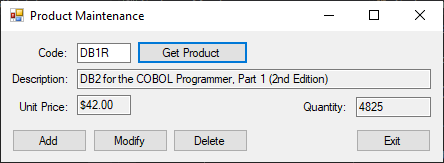 Product Maintenance
Code: DB1R Get Product
Description: DB2 for the COBOL Programmer, Part 1 (2nd Edition)
Unit Price: $42.00 Quantity: 4825
Add Modify Delete Exit